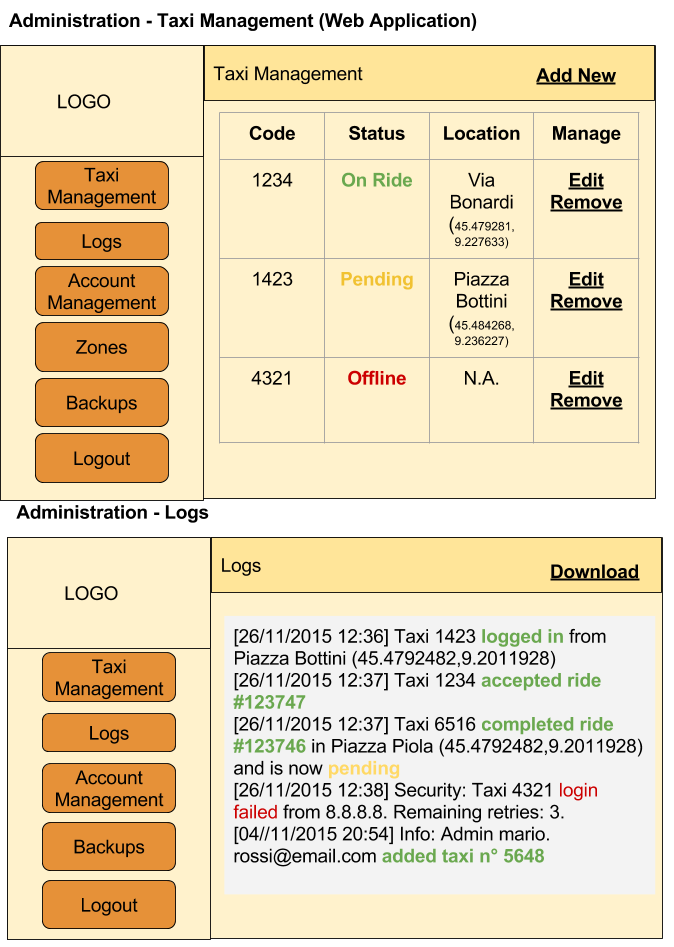 Administration - Taxi Management (Web Application)
LOGO
Taxi
Management
Logs
Account
Management
Zones
Backups
Logout
Taxi Management
Add New
Code Status Location Manage
1234 On Ride Via
Bonardi
(45.479281,
9.227633)
Edit
Remove
1423 Pending Piazza
Bottini
(45.484268,
9.236227)
Edit
Remove
4321 Offline N.A. Edit
Remove
Administration - Logs
LOGO
Taxi
Management
Logs
Account
Management
Backups
Logout
Logs
Download
[26/11/2015 12:36] Taxi 1423 logged in from
Piazza Bottini (45.4792482,9.2011928)
[26/11/2015 12:37] Taxi 1234 accepted ride
#123747
[26/11/2015 12:37] Taxi 6516 completed ride
#123746 in Piazza Piola (45.4792482,9.2011928)
and is now pending
[26/11/2015 12:38] Security: Taxi 4321 login
failed from 8.8.8.8. Remaining retries: 3.
[04//11/2015 20:54] Info: Admin mario.
rossi@email.com added taxi n° 5648